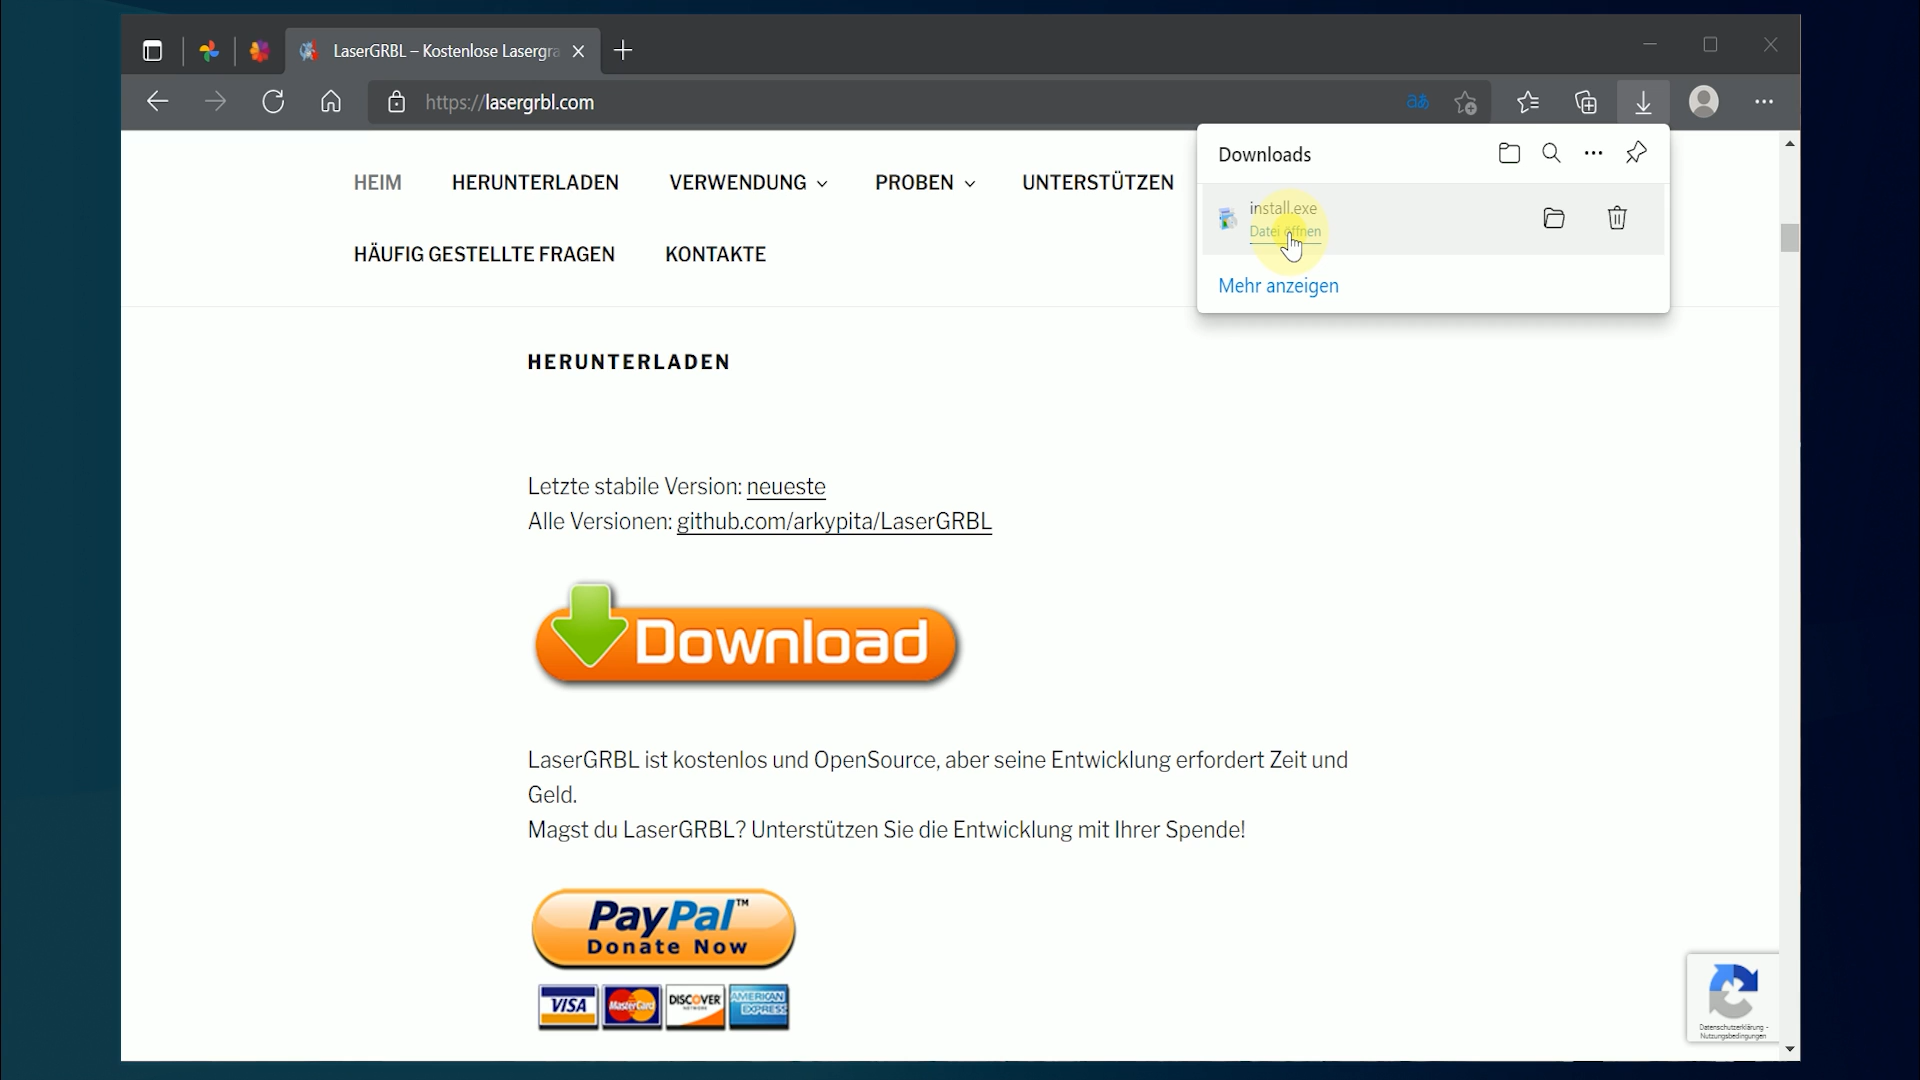 LaserGRBL – Kostenlose Lasergra
https://lasergrbl.com
HEIM
HERUNTERLADEN
VERWENDUNG
PROBEN
UNTERSTÜTZEN
HÄUFIG GESTELLTE FRAGEN
KONTAKTE
Downloads
install.exe
Datei öffnen
Mehr anzeigen
HERUNTERLADEN
Letzte stabile Version: neueste
Alle Versionen: github.com/arkypita/LaserGRBL
Download
LaserGRBL ist kostenlos und OpenSource, aber seine Entwicklung erfordert Zeit und
Geld.
Magst du LaserGRBL? Unterstützen Sie die Entwicklung mit Ihrer Spende!
PayPal™
Donate Now
VISA
MasterCard
DISCOVER
NETWORK
AMERICAN
EXPRESS
Datenschutzerklärung -
Nutzungsbedingungen